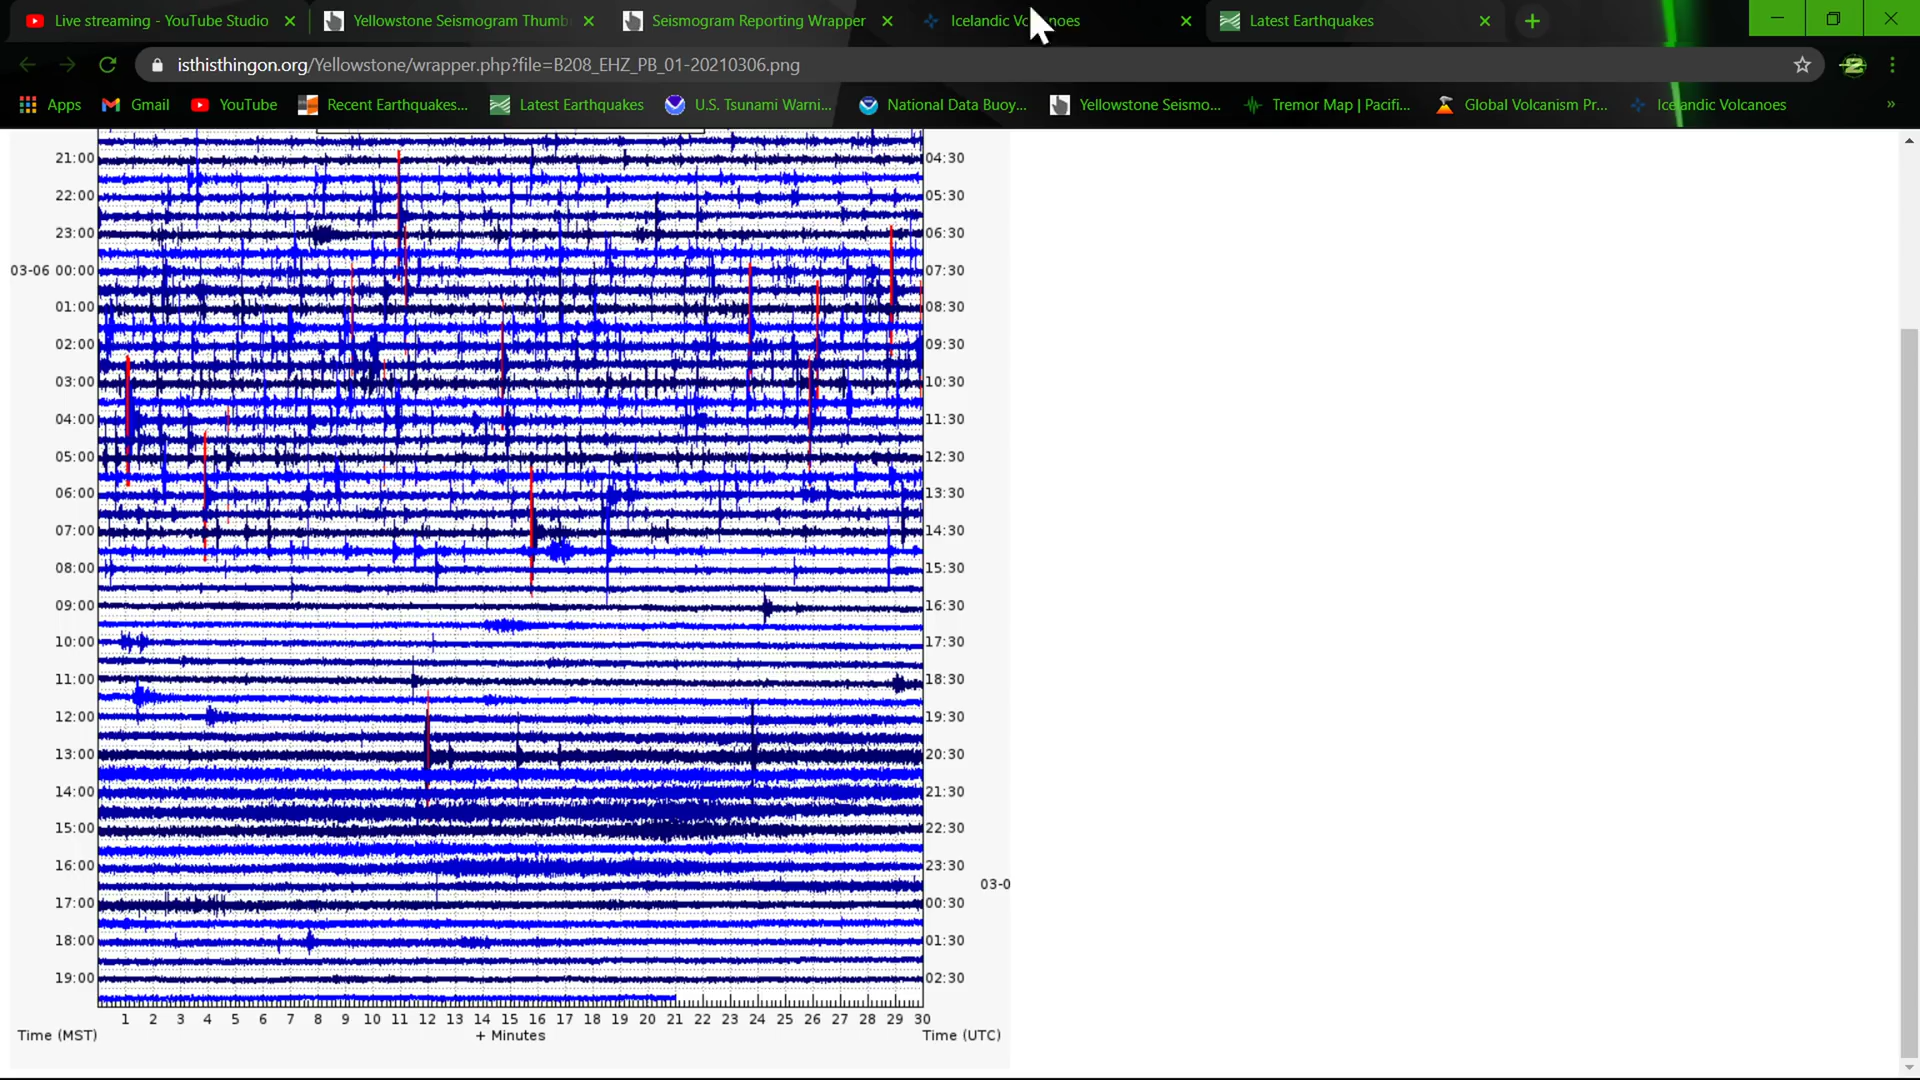 Live streaming - YouTube Studio
Yellowstone Seismogram Thumb
Seismogram Reporting Wrapper
Icelandic Vo noes
Latest Earthquakes
isthisthingon.org/Yellowstone/wrapper.php?file=B208_EHZ_PB_01-20210306.png
Apps
Gmail
YouTube
Recent Earthquakes...
Latest Earthquakes
U.S. Tsunami Warni...
National Data Buoy...
Yellowstone Seismo...
Tremor Map | Pacifi...
Global Volcanism Pr...
Icelandic Volcanoes
»
21:00 04:30
22:00 05:30
23:00 06:30
03-06 00:00 07:30
01:00 08:30
02:00 09:30
03:00 10:30
04:00 11:30
05:00 12:30
06:00 13:30
07:00 14:30
08:00 15:30
09:00 16:30
10:00 17:30
11:00 18:30
12:00 19:30
13:00 20:30
14:00 21:30
15:00 22:30
16:00 23:30
03-0
17:00 00:30
18:00 01:30
19:00 02:30
1 2 3 4 5 6 7 8 9 10 11 12 13 14 15 16 17 18 19 20 21 22 23 24 25 26 27 28 29 30
Time (MST) + Minutes Time (UTC)